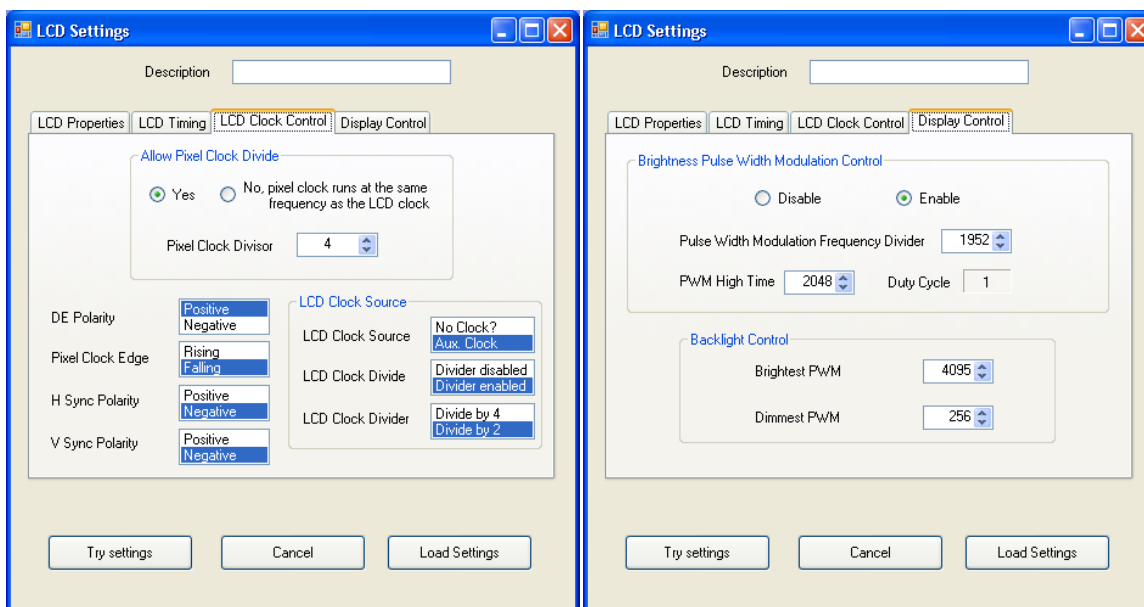 LCD Settings
Description
LCD Properties LCD Timing LCD Clock Control Display Control
Allow Pixel Clock Divide
Yes No, pixel clock runs at the same
frequency as the LCD clock
Pixel Clock Divisor 4
DE Polarity
Positive
Negative
Pixel Clock Edge
Rising
Falling
H Sync Polarity
Positive
Negative
V Sync Polarity
Positive
Negative
LCD Clock Source
LCD Clock Source
No Clock?
Aux. Clock
LCD Clock Divide
Divider disabled
Divider enabled
LCD Clock Divider
Divide by 4
Divide by 2
Try settings Cancel Load Settings
LCD Settings
Description
LCD Properties LCD Timing LCD Clock Control Display Control
Brightness Pulse Width Modulation Control
Disable Enable
Pulse Width Modulation Frequency Divider 1952
PWM High Time 2048 Duty Cycle 1
Backlight Control
Brightest PWM 4095
Dimmest PWM 256
Try settings Cancel Load Settings